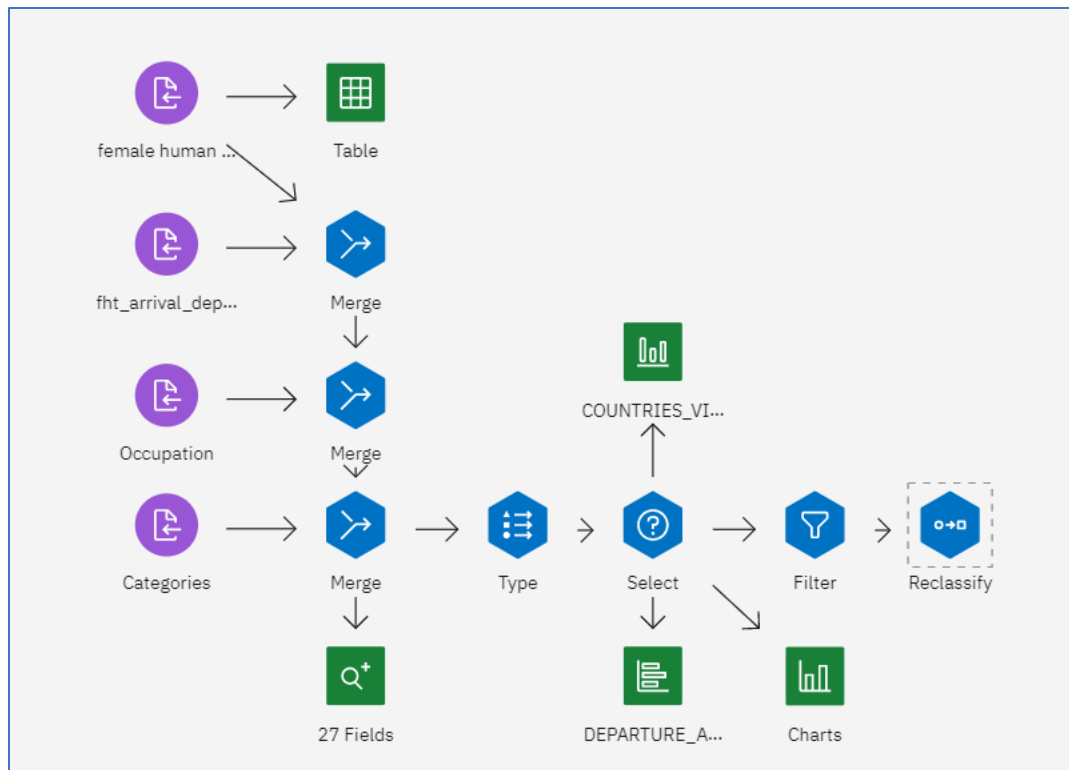 female human ...
Table
fht_arrival_dep...
Merge
Occupation
Merge
COUNTRIES_VI...
Categories
Merge
Type
Select
Filter
Reclassify
27 Fields
DEPARTURE_A...
Charts